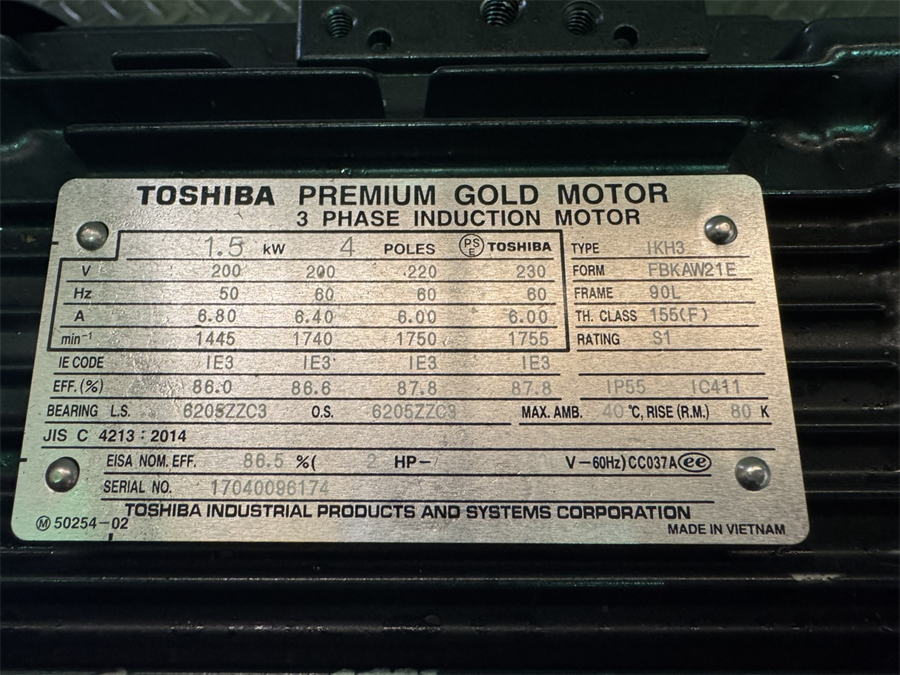 TOSHIBA PREMIUM GOLD MOTOR
3 PHASE INDUCTION MOTOR
1.5 kW 4 POLES PS E TOSHIBA TYPE IKH3
V 200 200 220 230 FORM FBKAW21E
Hz 50 60 60 60 FRAME 90L
A 6.80 6.40 6.00 6.00 TH. CLASS 155(F)
min⁻¹ 1445 1740 1750 1755 RATING S1
IE CODE IE3 IE3 IE3 IE3
EFF.(%) 86.0 86.6 87.8 87.8 IP55 IC411
BEARING L.S. 6205ZZC3 O.S. 6205ZZC3 MAX. AMB. 40 °C, RISE (R.M.) 80 K
JIS C 4213 : 2014
EISA NOM. EFF. 86.5 %( 2 HP- V-60Hz) CC037A ee
SERIAL NO. 17040096174
TOSHIBA INDUSTRIAL PRODUCTS AND SYSTEMS CORPORATION
Ⓜ 50254-02 MADE IN VIETNAM